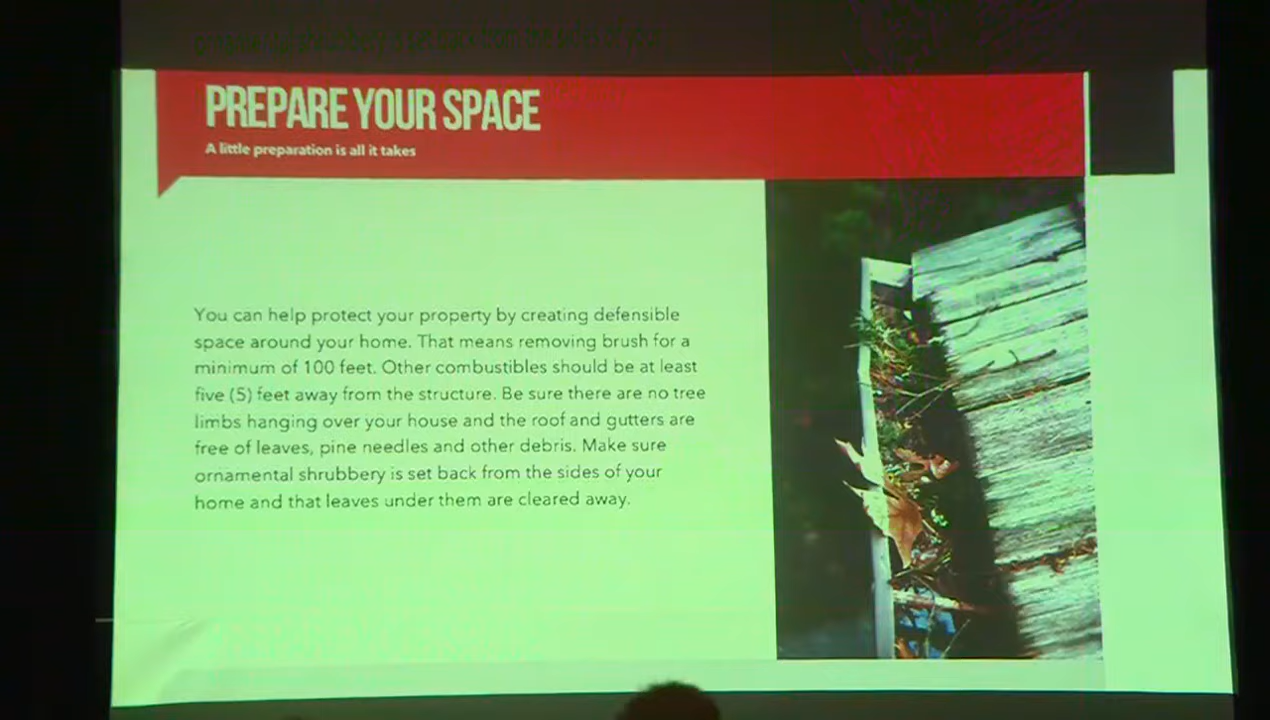 PREPARE YOUR SPACE
A little preparation is all it takes
You can help protect your property by creating defensible
space around your home. That means removing brush for a
minimum of 100 feet. Other combustibles should be at least
five (5) feet away from the structure. Be sure there are no tree
limbs hanging over your house and the roof and gutters are
free of leaves, pine needles and other debris. Make sure
ornamental shrubbery is set back from the sides of your
home and that leaves under them are cleared away.